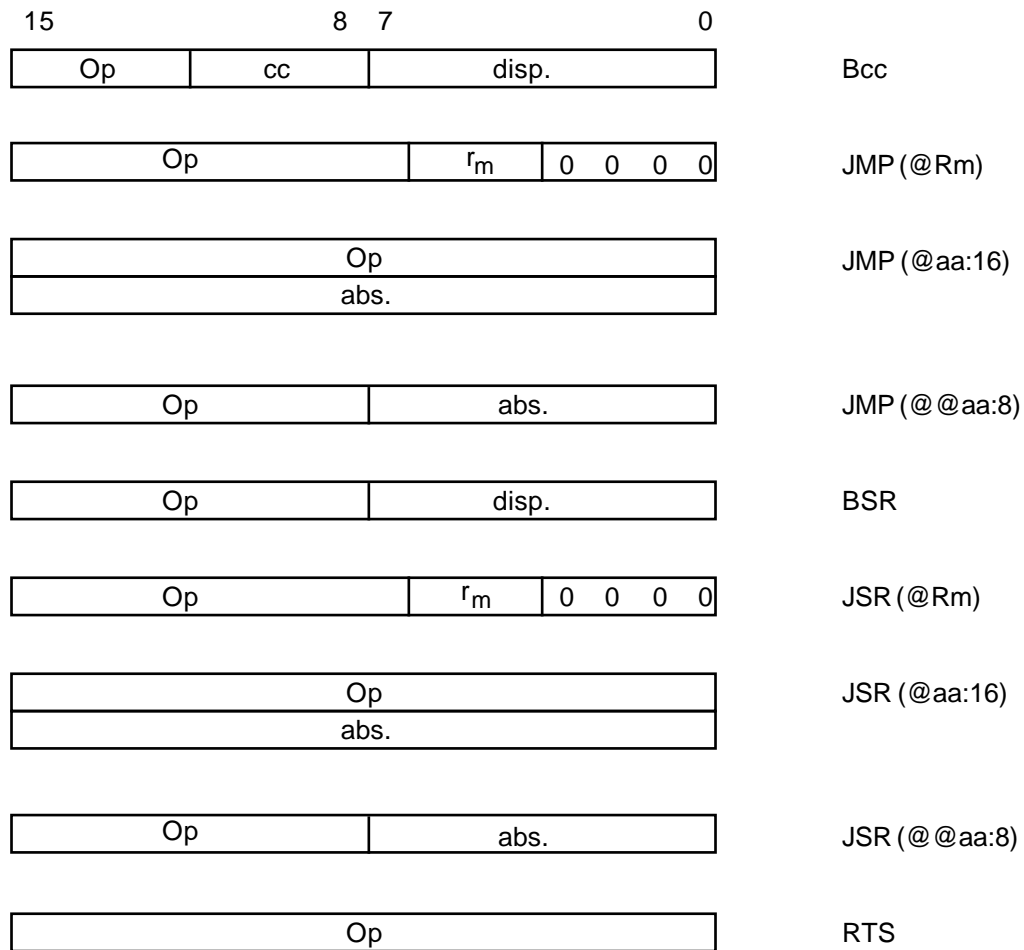 15 8 7 0
Op cc disp. Bcc
Op rm 0 0 0 0 JMP (@Rm)
Op
JMP (@aa:16)
abs.
Op abs. JMP (@@aa:8)
Op disp. BSR
Op rm 0 0 0 0 JSR (@Rm)
Op
JSR (@aa:16)
abs.
Op abs. JSR (@@aa:8)
Op RTS